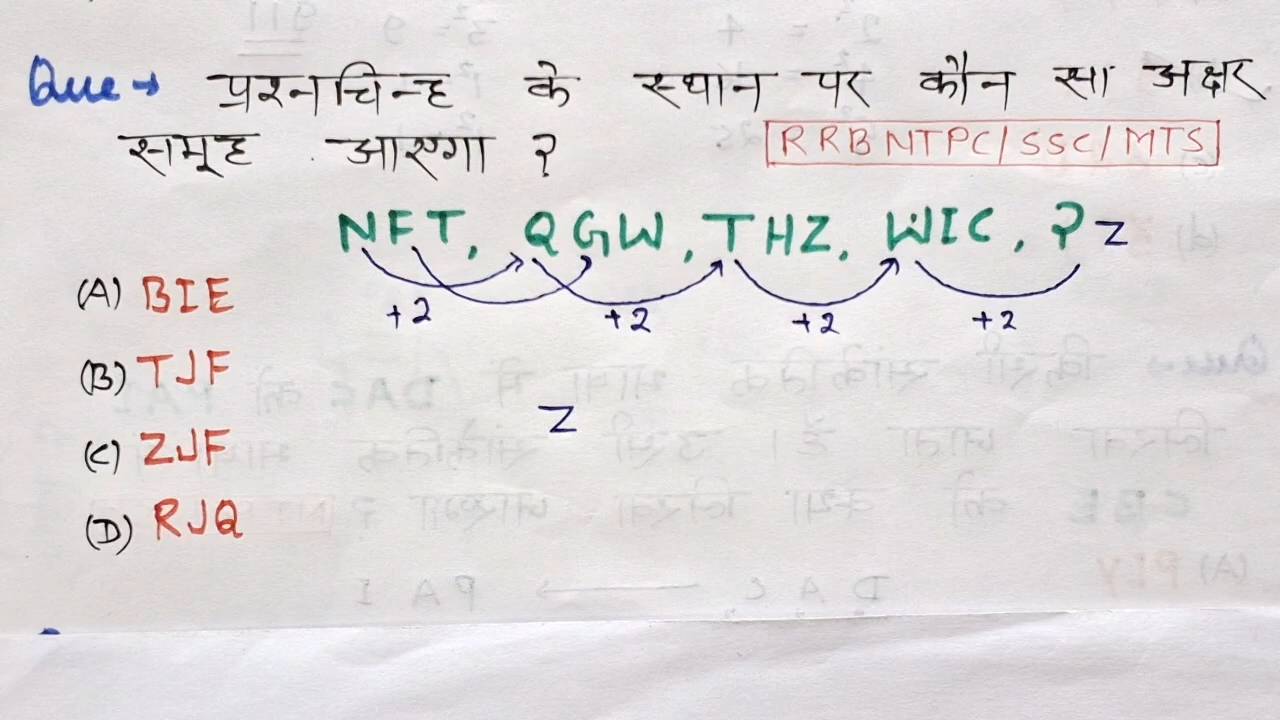 Que→ प्रश्नचिन्ह के स्थान पर कौन सा अक्षर
समूह आएगा ?
RRB NTPC/SSC/MTS
NFT, QGW, THZ, WIC, ? Z
+2 +2 +2 +2
(A) BIE
(B) TJF
Z
(C) ZJF
(D) RJQ